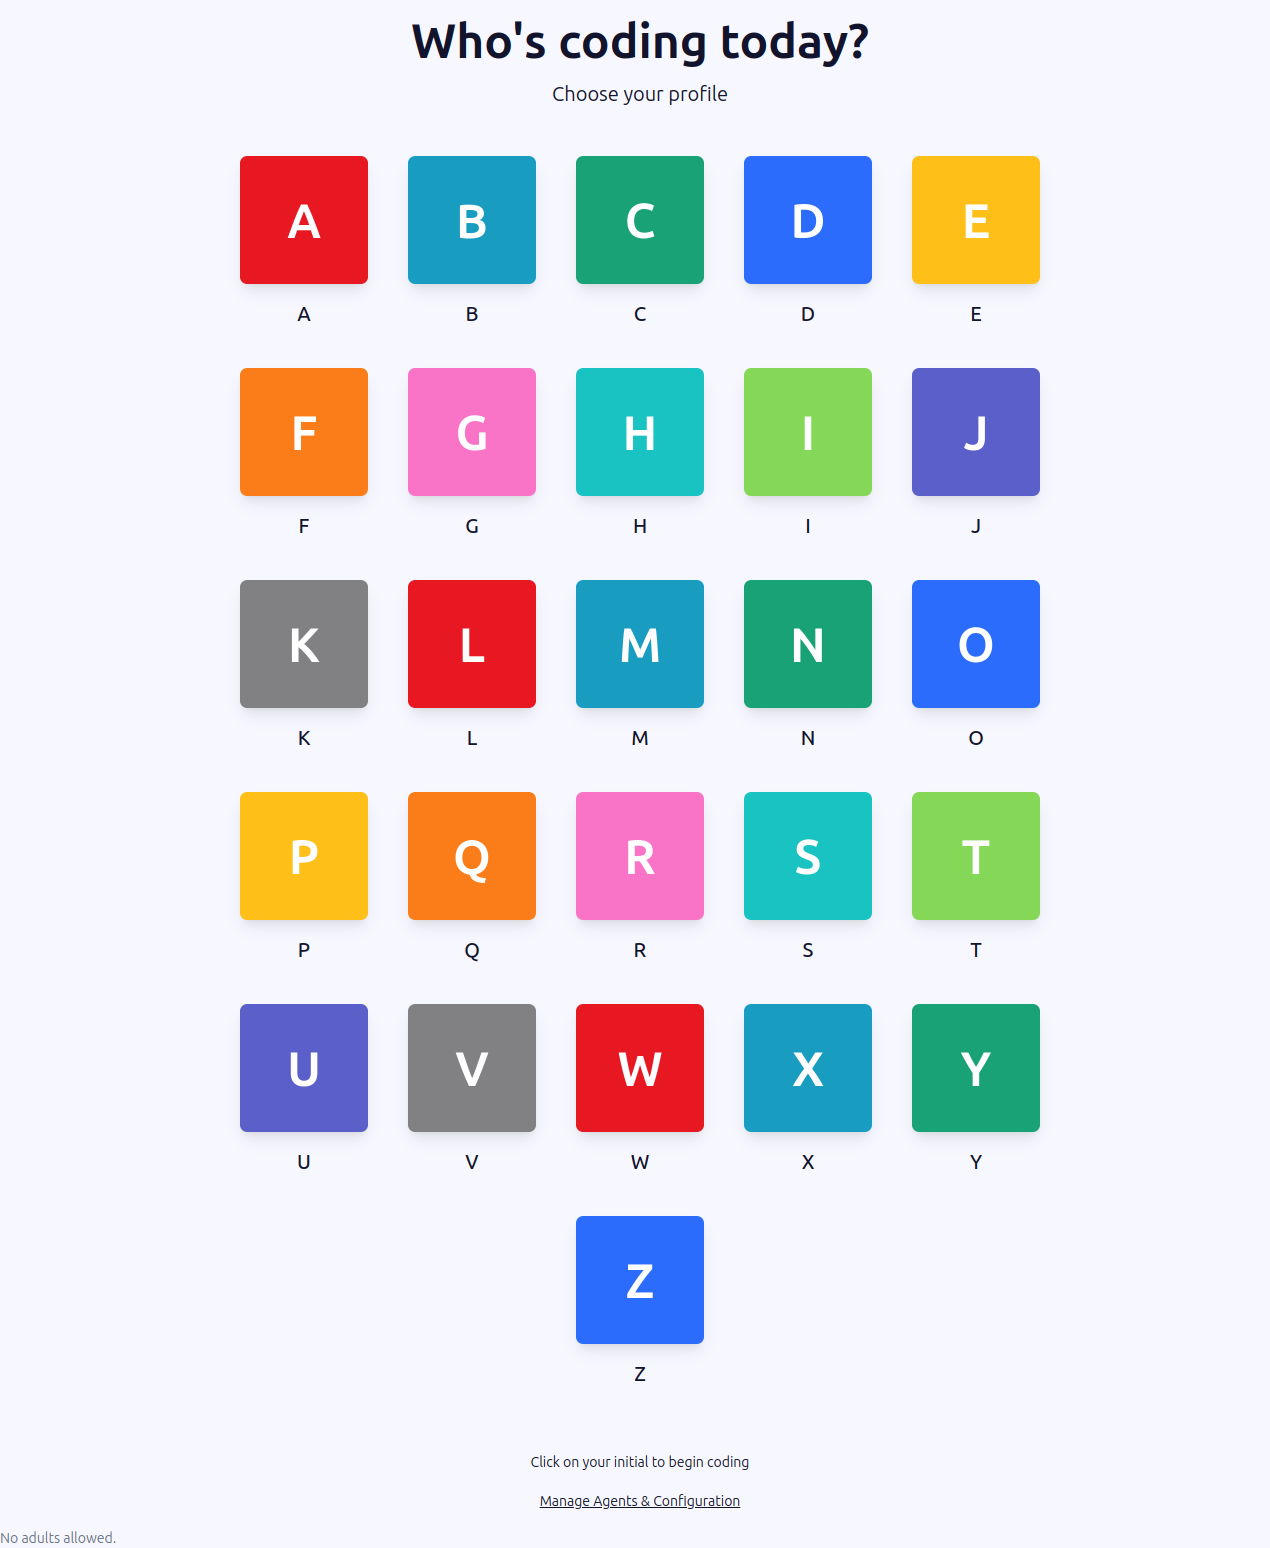 Who's coding today?
Choose your profile
A B C D E
A B C D E
F G H I J
F G H I J
K L M N O
K L M N O
P Q R S T
P Q R S T
U V W X Y
U V W X Y
Z
Z
Click on your initial to begin coding
Manage Agents & Configuration
No adults allowed.